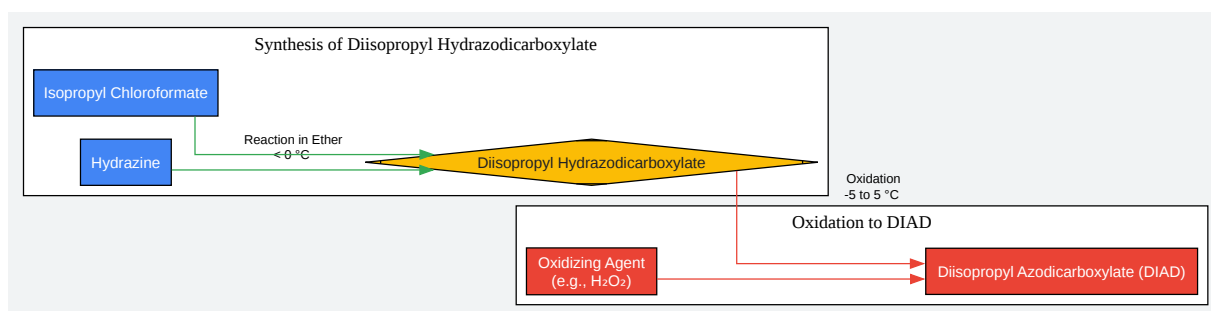 Synthesis of Diisopropyl Hydrazodicarboxylate
Isopropyl Chloroformate
Reaction in Ether
< 0 °C
Hydrazine
Diisopropyl Hydrazodicarboxylate
Oxidation
-5 to 5 °C
Oxidation to DIAD
Oxidizing Agent
(e.g., H₂O₂)
Diisopropyl Azodicarboxylate (DIAD)